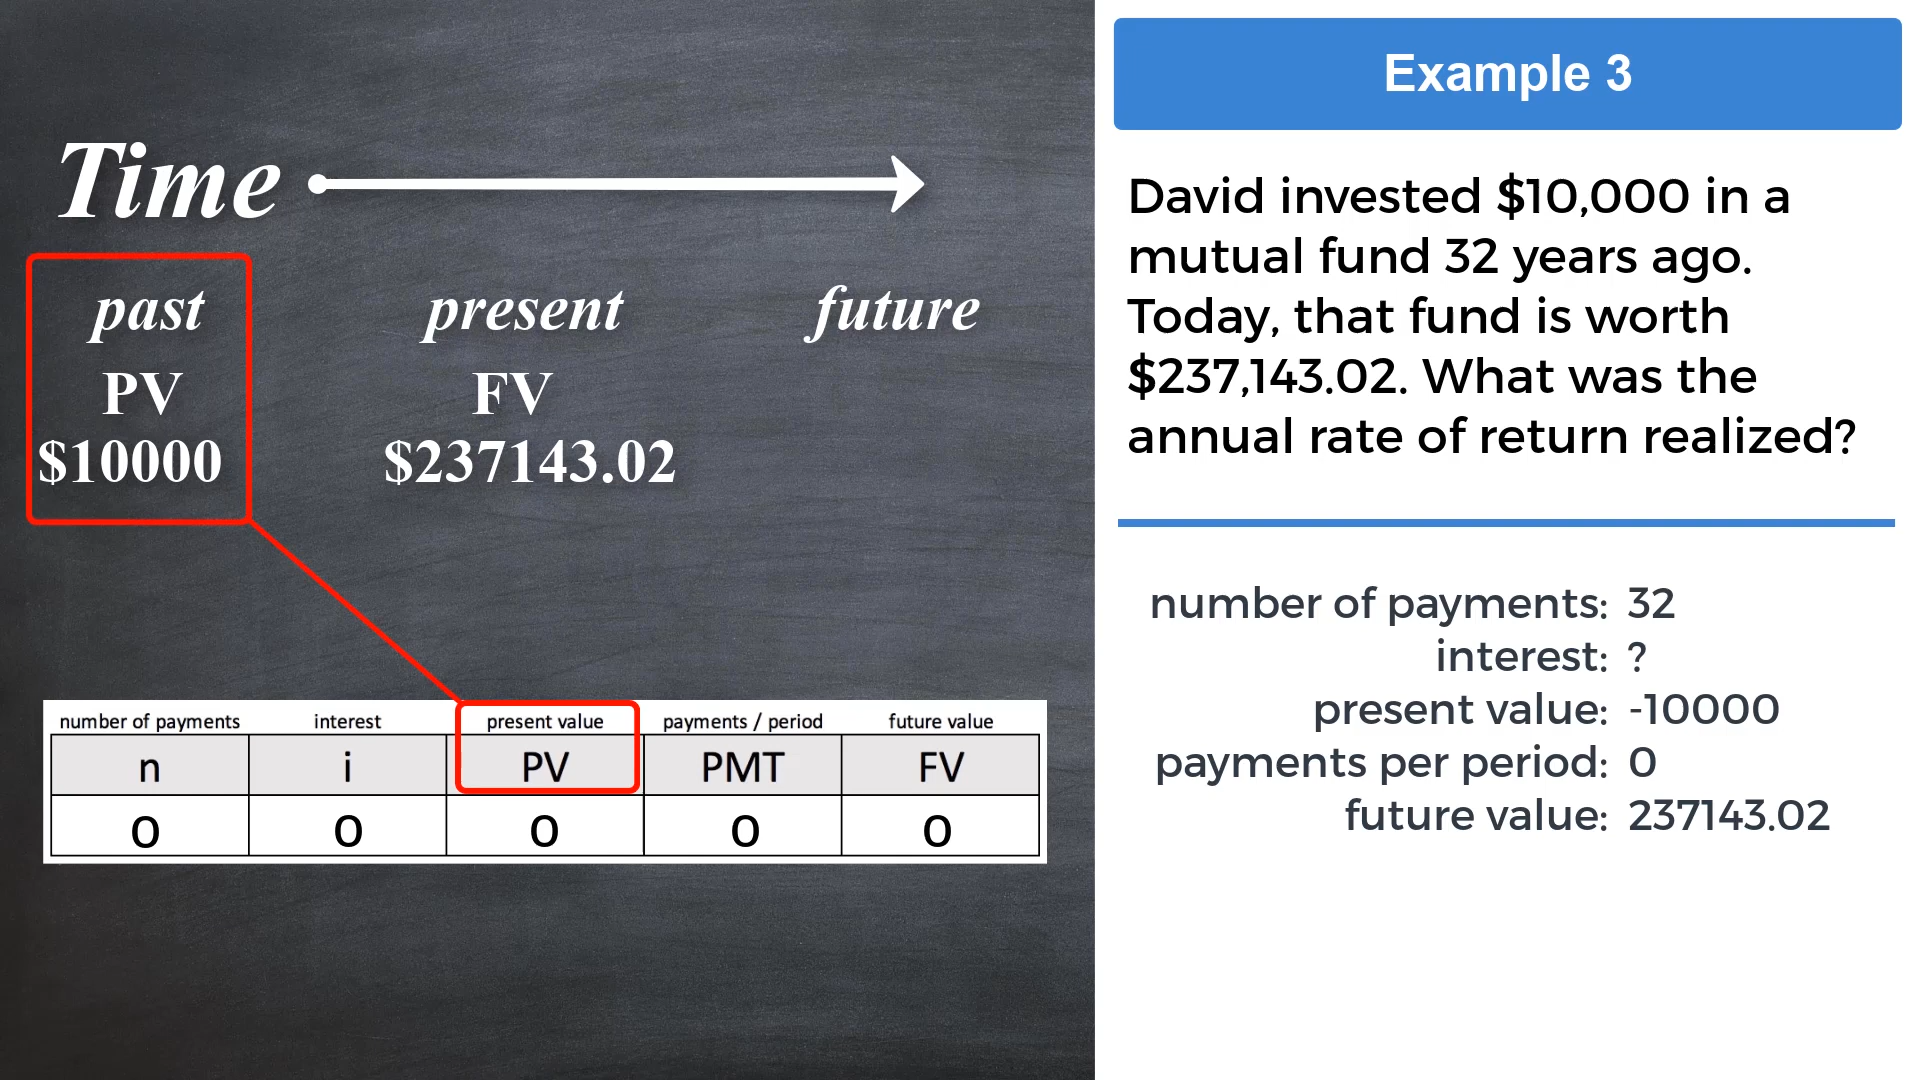 Time
past present future
PV FV
$10000 $237143.02
number of payments interest present value payments / period future value
n i PV PMT FV
0 0 0 0 0
Example 3
David invested $10,000 in a
mutual fund 32 years ago.
Today, that fund is worth
$237,143.02. What was the
annual rate of return realized?
number of payments: 32
interest: ?
present value: -10000
payments per period: 0
future value: 237143.02